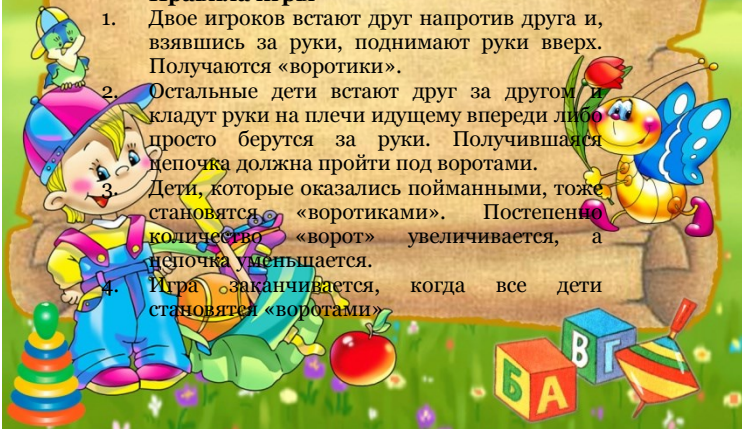 1. Двое игроков встают друг напротив друга и,
взявшись за руки, поднимают руки вверх.
Получаются «воротики».
2. Остальные дети встают друг за другом и
кладут руки на плечи идущему впереди либо
просто берутся за руки. Получившаяся
цепочка должна пройти под воротами.
3. Дети, которые оказались пойманными, тоже
становятся «воротиками». Постепенно
количество «ворот» увеличивается, а
цепочка уменьшается.
4. Игра заканчивается, когда все дети
становятся «воротами»
В Г
Б А